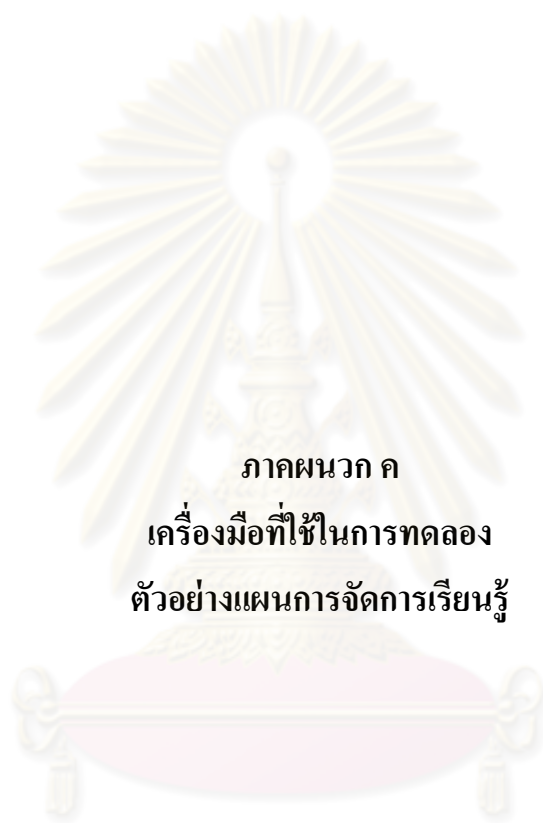 ภาคผนวก ค
เครื่องมือที่ใช้ในการทดลอง
ตัวอย่างแผนการจัดการเรียนรู้